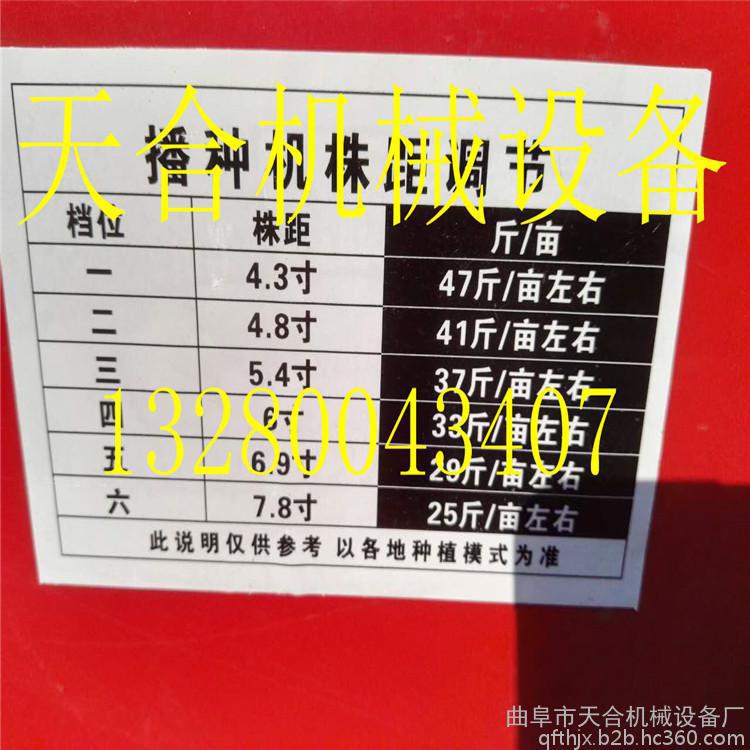 天合机械设备
播种机株距调节
档位 株距 斤/亩
一 4.3寸 47斤/亩左右
二 4.8寸 41斤/亩左右
三 5.4寸 37斤/亩左右
13280043407
四 6寸 33斤/亩左右
五 6.9寸 29斤/亩左右
六 7.8寸 25斤/亩左右
此说明仅供参考 以各地种植模式为准
曲阜市天合机械设备厂
qfthjx.b2b.hc360.com